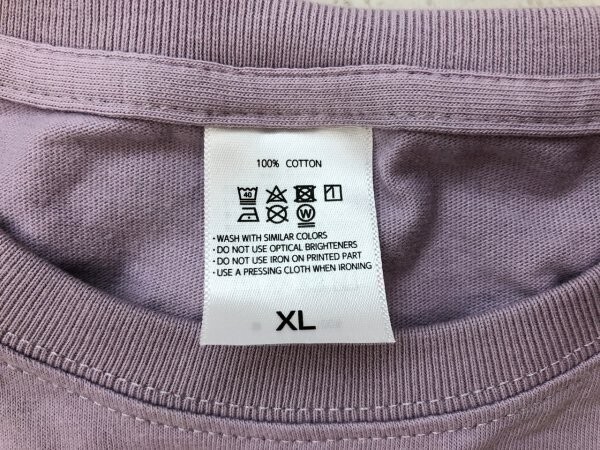 100% COTTON
40
W
· WASH WITH SIMILAR COLORS
· DO NOT USE OPTICAL BRIGHTENERS
· DO NOT USE IRON ON PRINTED PART
· USE A PRESSING CLOTH WHEN IRONING
XL